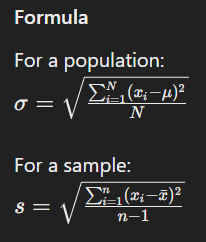 Formula
For a population:
σ = √(∑ᵢ₌₁ᴺ (xᵢ−μ)² / N)
For a sample:
s = √(∑ᵢ₌₁ⁿ (xᵢ−x̄)² / n−1)